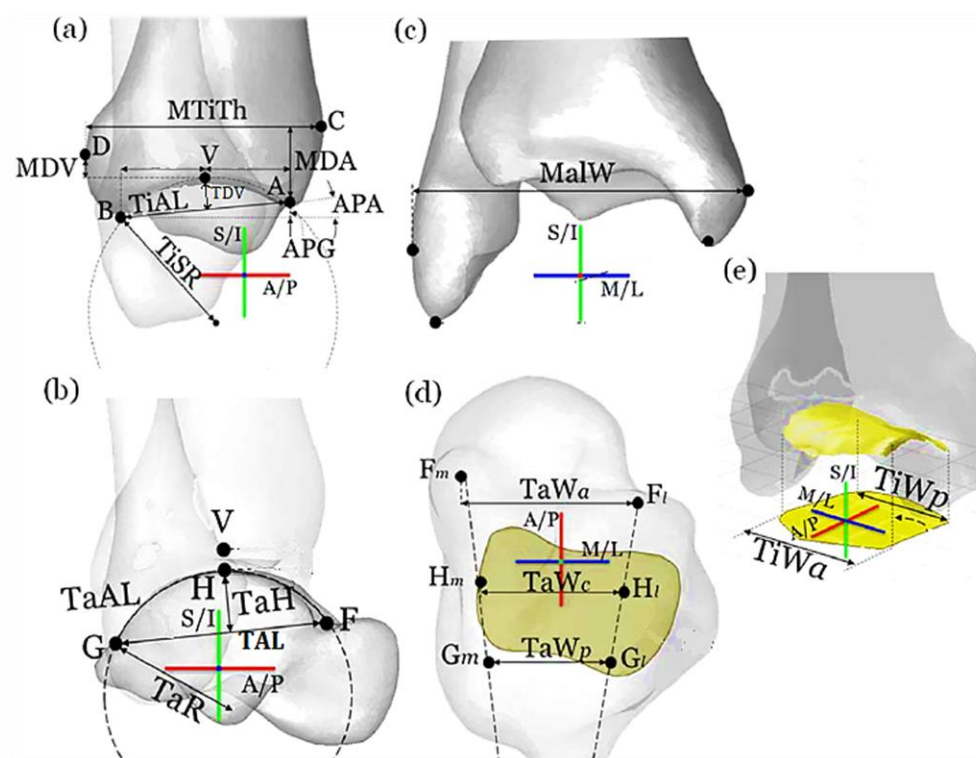 (a)
MTiTh
C
D
MDV
V
MDA
TiAL
TDV
A
B
APA
APG
TiSR
S/I
A/P
(c)
MalW
S/I
M/L
(e)
S/I
M/L
A/P
TiWp
TiWa
(b)
V
TaAL
H
TaH
S/I
F
G
TAL
A/P
TaR
(d)
Fm
TaWa
Fl
A/P
M/L
Hm
TaWc
Hl
Gm
TaWp
Gl